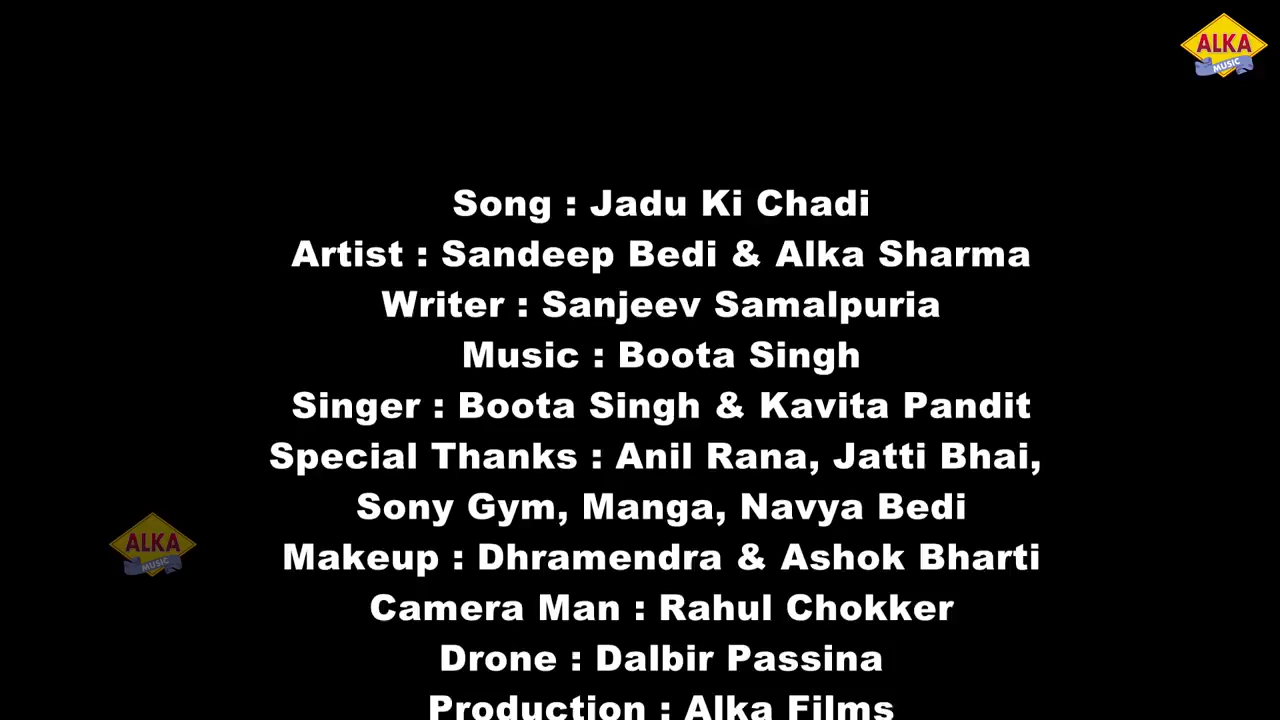 ALKA
MUSIC
Song : Jadu Ki Chadi
Artist : Sandeep Bedi & Alka Sharma
Writer : Sanjeev Samalpuria
Music : Boota Singh
Singer : Boota Singh & Kavita Pandit
Special Thanks : Anil Rana, Jatti Bhai,
Sony Gym, Manga, Navya Bedi
ALKA
MUSIC
Makeup : Dhramendra & Ashok Bharti
Camera Man : Rahul Chokker
Drone : Dalbir Passina
Production : Alka Films